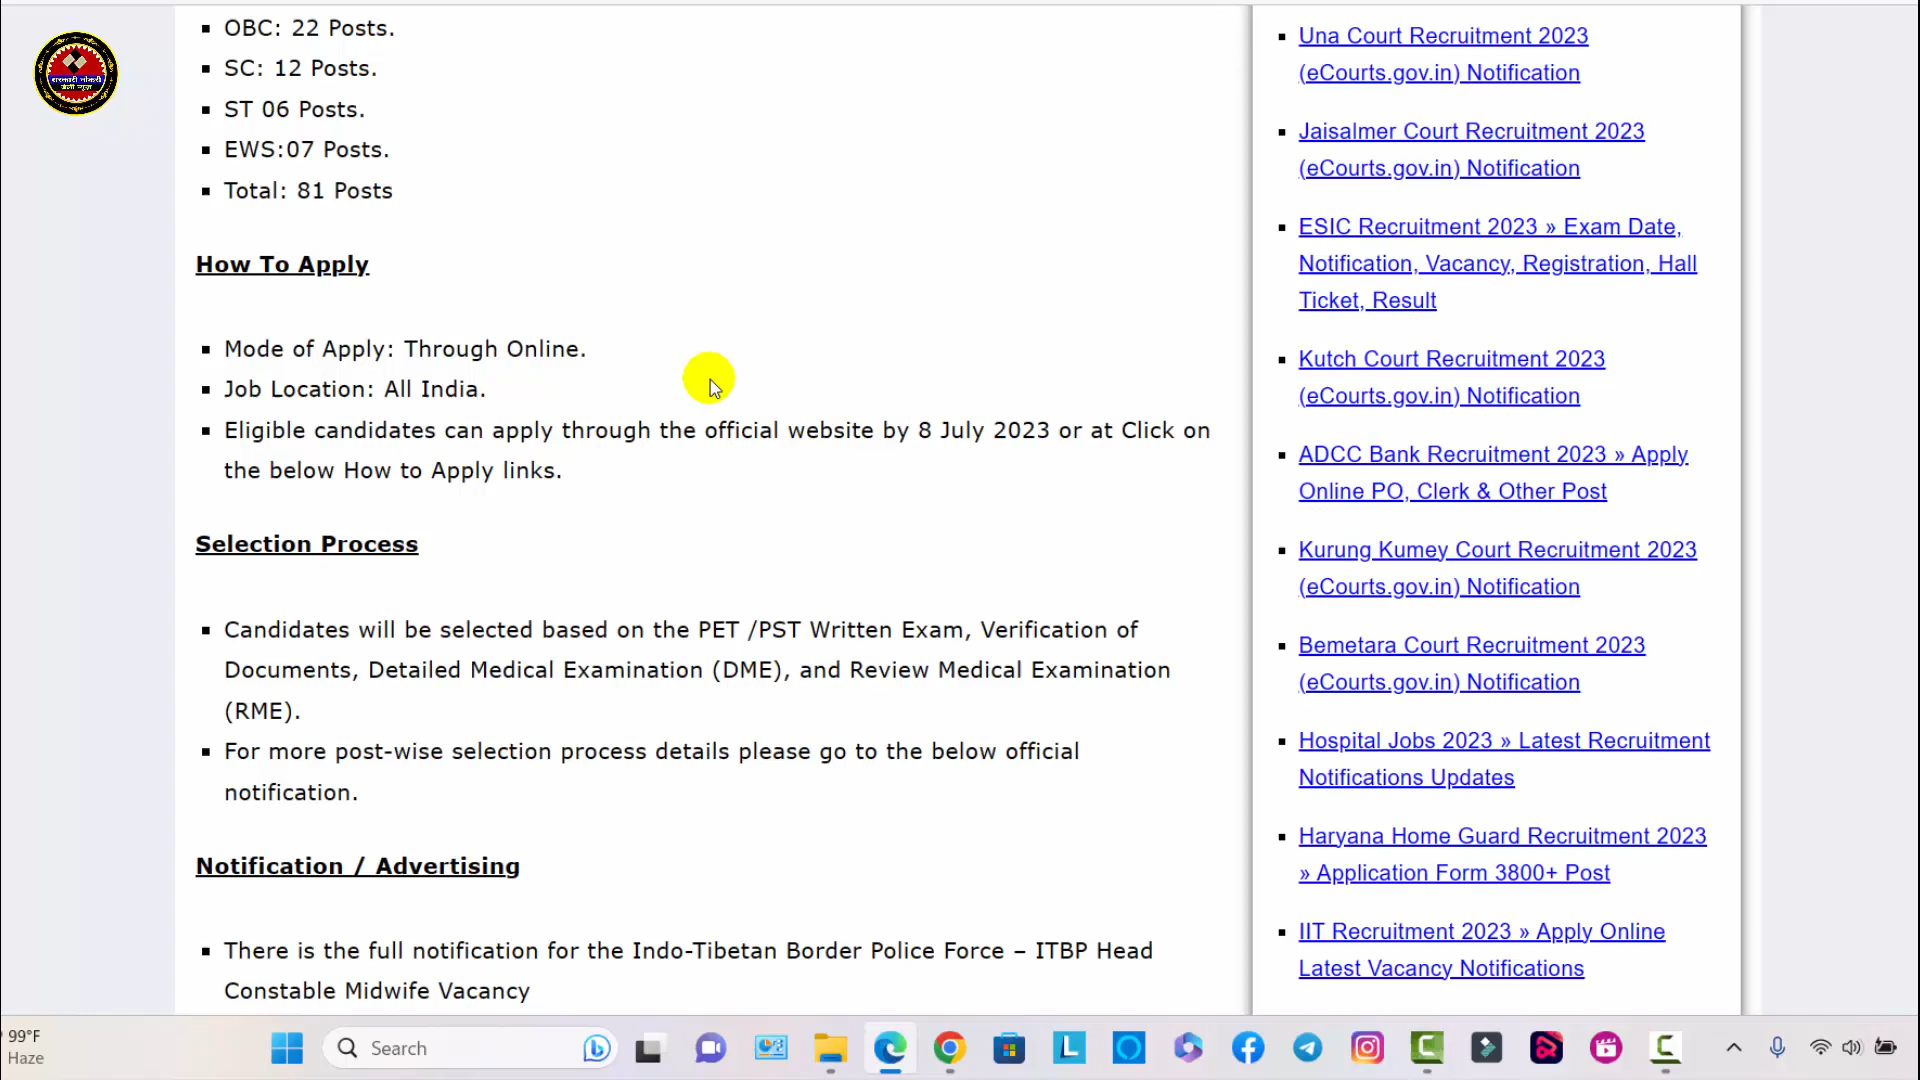 OBC: 22 Posts.
SC: 12 Posts.
ST 06 Posts.
EWS:07 Posts.
Total: 81 Posts
How To Apply
Mode of Apply: Through Online.
Job Location: All India.
Eligible candidates can apply through the official website by 8 July 2023 or at Click on
the below How to Apply links.
Selection Process
Candidates will be selected based on the PET /PST Written Exam, Verification of
Documents, Detailed Medical Examination (DME), and Review Medical Examination
(RME).
For more post-wise selection process details please go to the below official
notification.
Notification / Advertising
There is the full notification for the Indo-Tibetan Border Police Force – ITBP Head
Constable Midwife Vacancy
Una Court Recruitment 2023
(eCourts.gov.in) Notification
Jaisalmer Court Recruitment 2023
(eCourts.gov.in) Notification
ESIC Recruitment 2023 » Exam Date,
Notification, Vacancy, Registration, Hall
Ticket, Result
Kutch Court Recruitment 2023
(eCourts.gov.in) Notification
ADCC Bank Recruitment 2023 » Apply
Online PO, Clerk & Other Post
Kurung Kumey Court Recruitment 2023
(eCourts.gov.in) Notification
Bemetara Court Recruitment 2023
(eCourts.gov.in) Notification
Hospital Jobs 2023 » Latest Recruitment
Notifications Updates
Haryana Home Guard Recruitment 2023
» Application Form 3800+ Post
IIT Recruitment 2023 » Apply Online
Latest Vacancy Notifications
सरकारी नौकरी
99°F
Haze
Search